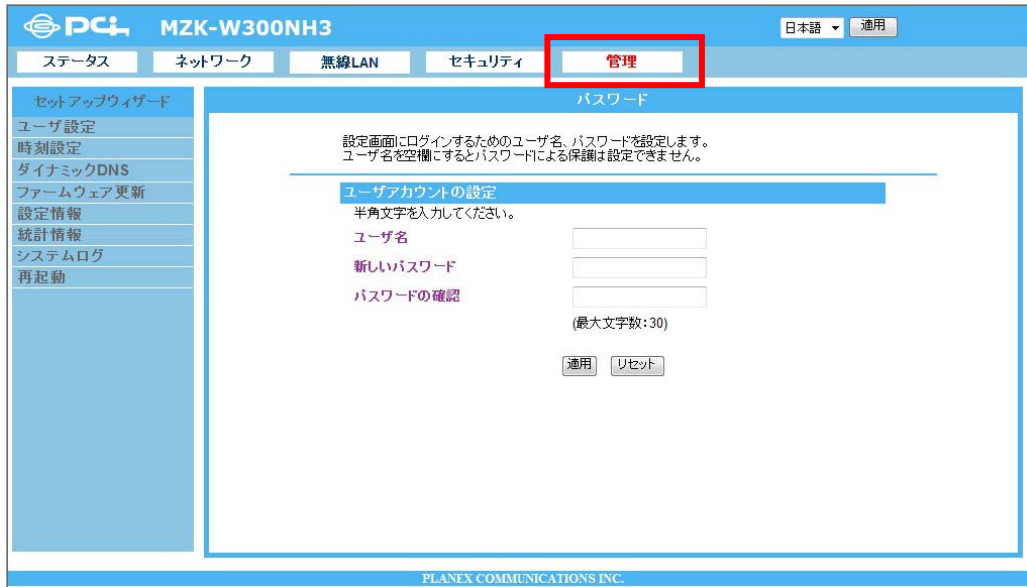 PCi
MZK-W300NH3
日本語
適用
ステータス
ネットワーク
無線LAN
セキュリティ
管理
セットアップウィザード
ユーザ設定
時刻設定
ダイナミックDNS
ファームウェア更新
設定情報
統計情報
システムログ
再起動
パスワード
設定画面にログインするためのユーザ名、パスワードを設定します。
ユーザ名を空欄にするとパスワードによる保護は設定できません。
ユーザアカウントの設定
半角文字を入力してください。
ユーザ名
新しいパスワード
パスワードの確認
(最大文字数:30)
適用
リセット
PLANEX COMMUNICATIONS INC.